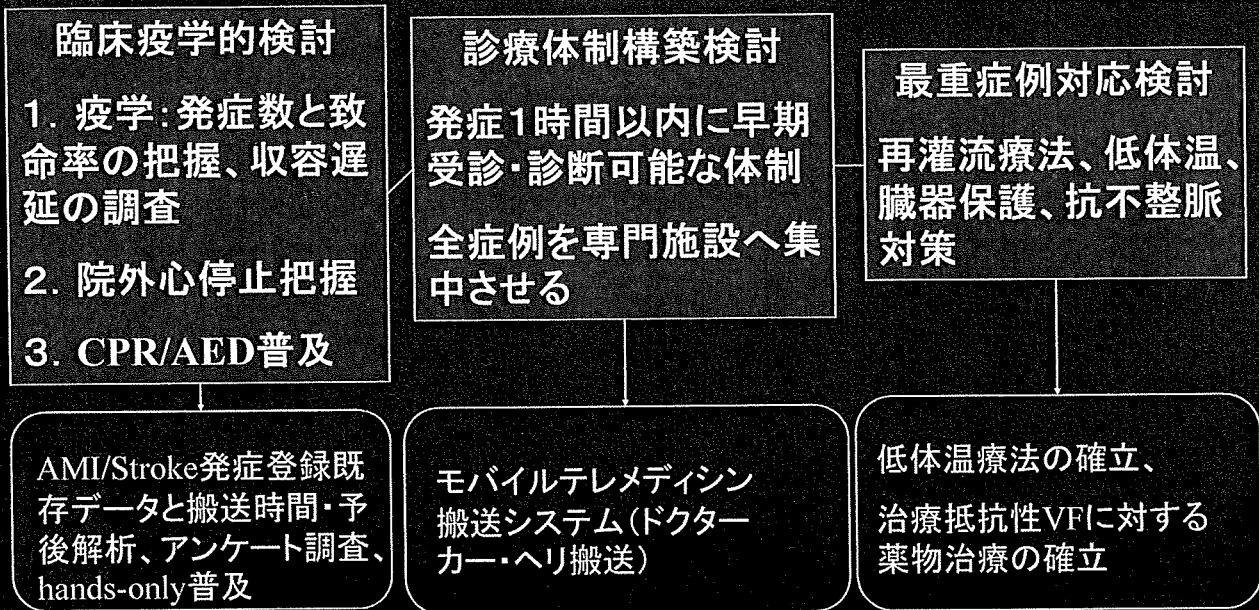 臨床疫学的検討
1. 疫学:発症数と致
命率の把握、収容遅
延の調査
2. 院外心停止把握
3. CPR/AED普及
診療体制構築検討
発症1時間以内に早期
受診・診断可能な体制
全症例を専門施設へ集
中させる
最重症例対応検討
再灌流療法、低体温、
臓器保護、抗不整脈
対策
AMI/Stroke発症登録既
存データと搬送時間・予
後解析、アンケート調査、
hands-only普及
モバイルテレメディシン
搬送システム(ドクター
カー・ヘリ搬送)
低体温療法の確立、
治療抵抗性VFに対する
薬物治療の確立